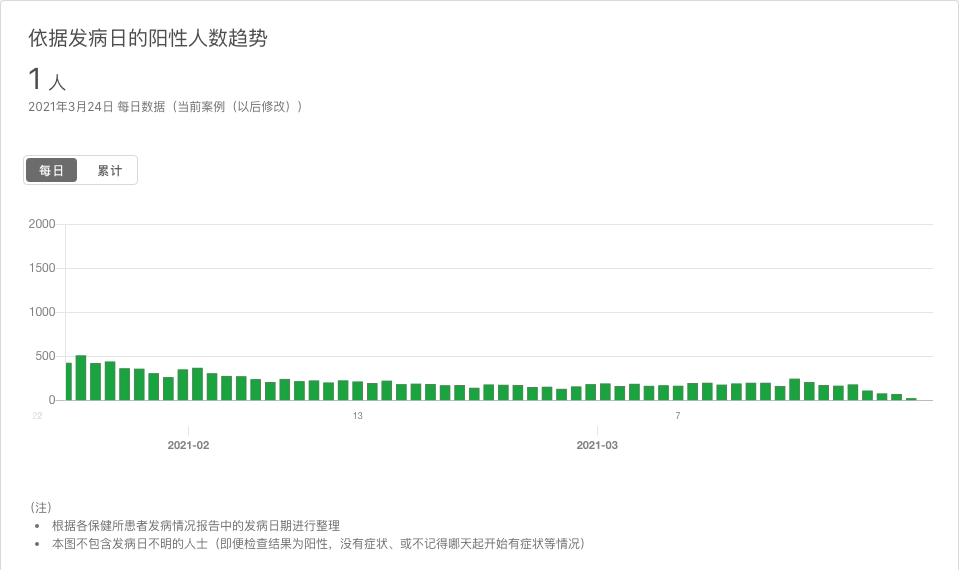 依据发病日的阳性人数趋势
1 人
2021年3月24日 每日数据（当前案例（以后修改））
每日 累计
2000
1500
1000
500
0
22 13 7
2021-02 2021-03
(注)
• 根据各保健所患者发病情况报告中的发病日期进行整理
• 本图不包含发病日不明的人士（即便检查结果为阳性，没有症状、或不记得哪天起开始有症状等情况）